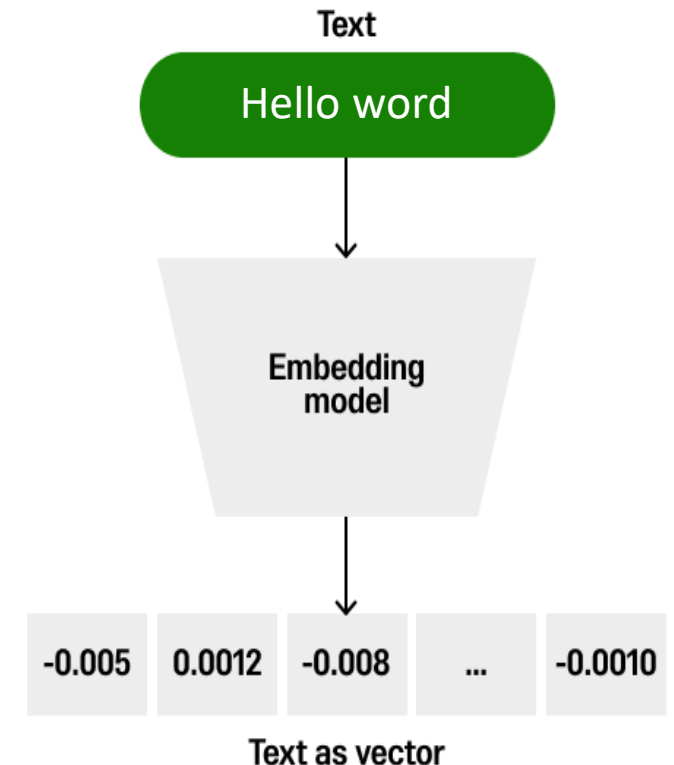 Text
Hello word
Embedding
model
-0.005 0.0012 -0.008 ... -0.0010
Text as vector